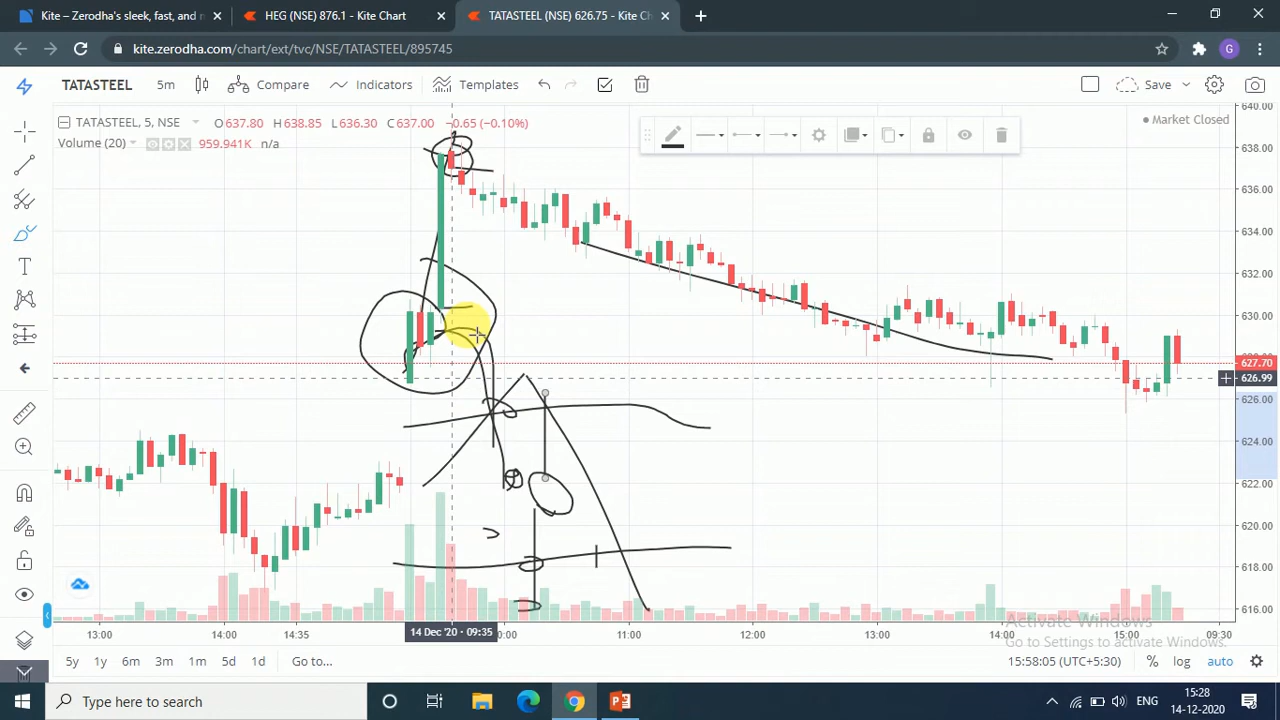 Kite – Zerodha's sleek, fast, and n
HEG (NSE) 876.1 – Kite Chart
TATASTEEL (NSE) 626.75 – Kite Ch
kite.zerodha.com/chart/ext/tvc/NSE/TATASTEEL/895745
G
TATASTEEL 5m Compare Indicators Templates Save
TATASTEEL, 5, NSE O637.80 H638.85 L636.30 C637.00 −0.65 (−0.10%)
Market Closed
Volume (20) 959.941K n/a
640.00
638.00
636.00
634.00
632.00
630.00
627.70
626.99
626.00
624.00
622.00
620.00
618.00
616.00
13:00 14:00 14:35 14 Dec '20 - 09:35 0:00 11:00 12:00 13:00 14:00 15:00 09:30
Activate Windows
Go to Settings to activate Windows.
5y 1y 6m 3m 1m 5d 1d Go to... 15:58:05 (UTC+5:30) % log auto
Type here to search
ENG
15:28
14-12-2020